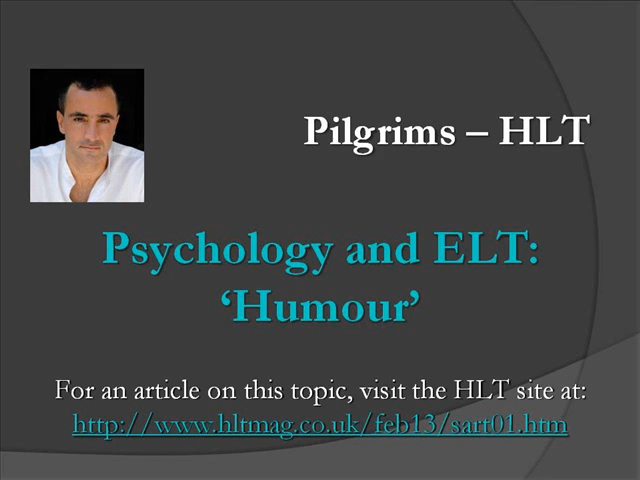 Pilgrims – HLT
Psychology and ELT:
‘Humour’
For an article on this topic, visit the HLT site at:
http://www.hltmag.co.uk/feb13/sart01.htm